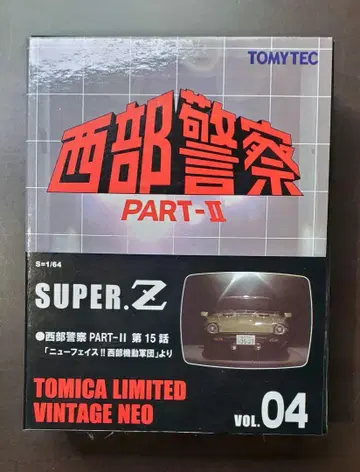 TOMYTEC
西部警察
PART-II
S=1/64
SUPER.Z
●西部警察 PART-II 第15話
「ニューフェイス!!西部機動軍団」より
TOMICA LIMITED
VINTAGE NEO
VOL.04